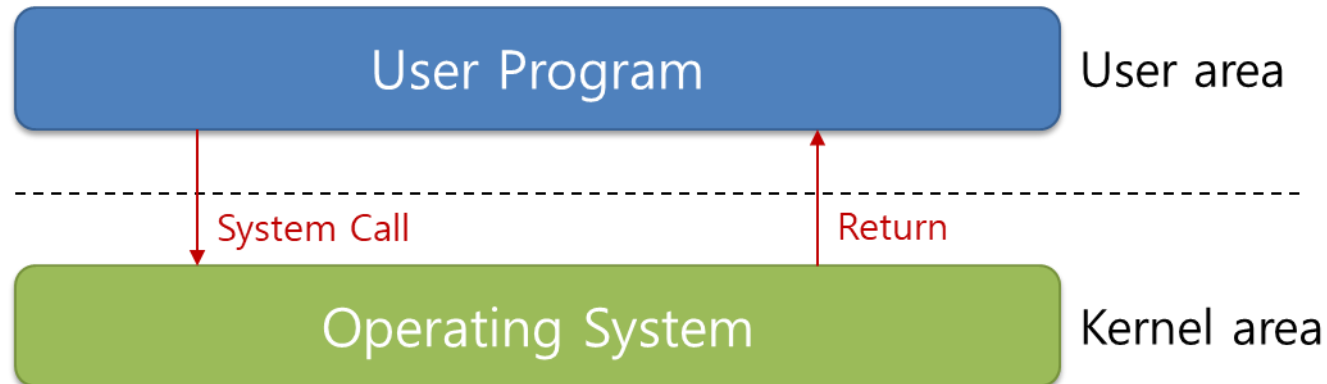 User Program
User area
System Call
Return
Operating System
Kernel area